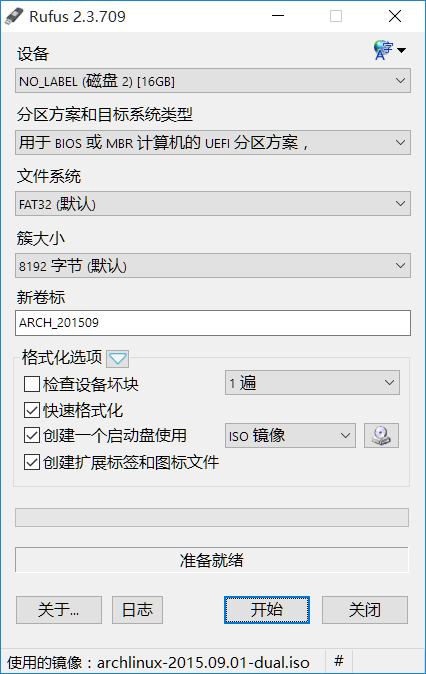 Rufus 2.3.709
设备
NO_LABEL (磁盘 2) [16GB]
分区方案和目标系统类型
用于 BIOS 或 MBR 计算机的 UEFI 分区方案，
文件系统
FAT32 (默认)
簇大小
8192 字节 (默认)
新卷标
ARCH_201509
格式化选项
检查设备坏块 1 遍
快速格式化
创建一个启动盘使用 ISO 镜像
创建扩展标签和图标文件
准备就绪
关于... 日志 开始 关闭
使用的镜像：archlinux-2015.09.01-dual.iso #